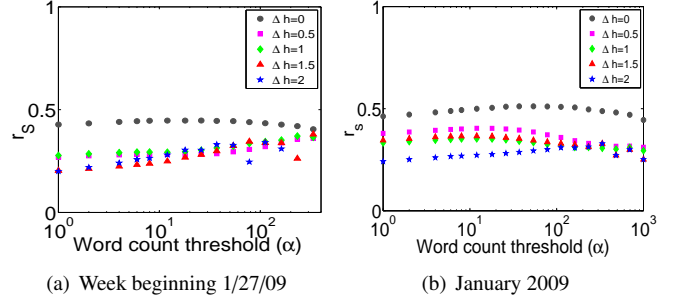 1
0.5
0
r_S
10^0
10^1
10^2
Word count threshold (α)
Δ h=0
Δ h=0.5
Δ h=1
Δ h=1.5
Δ h=2
(a) Week beginning 1/27/09
1
0.5
0
r_s
10^0
10^1
10^2
10^3
Word count threshold (α)
Δ h=0
Δ h=0.5
Δ h=1
Δ h=1.5
Δ h=2
(b) January 2009